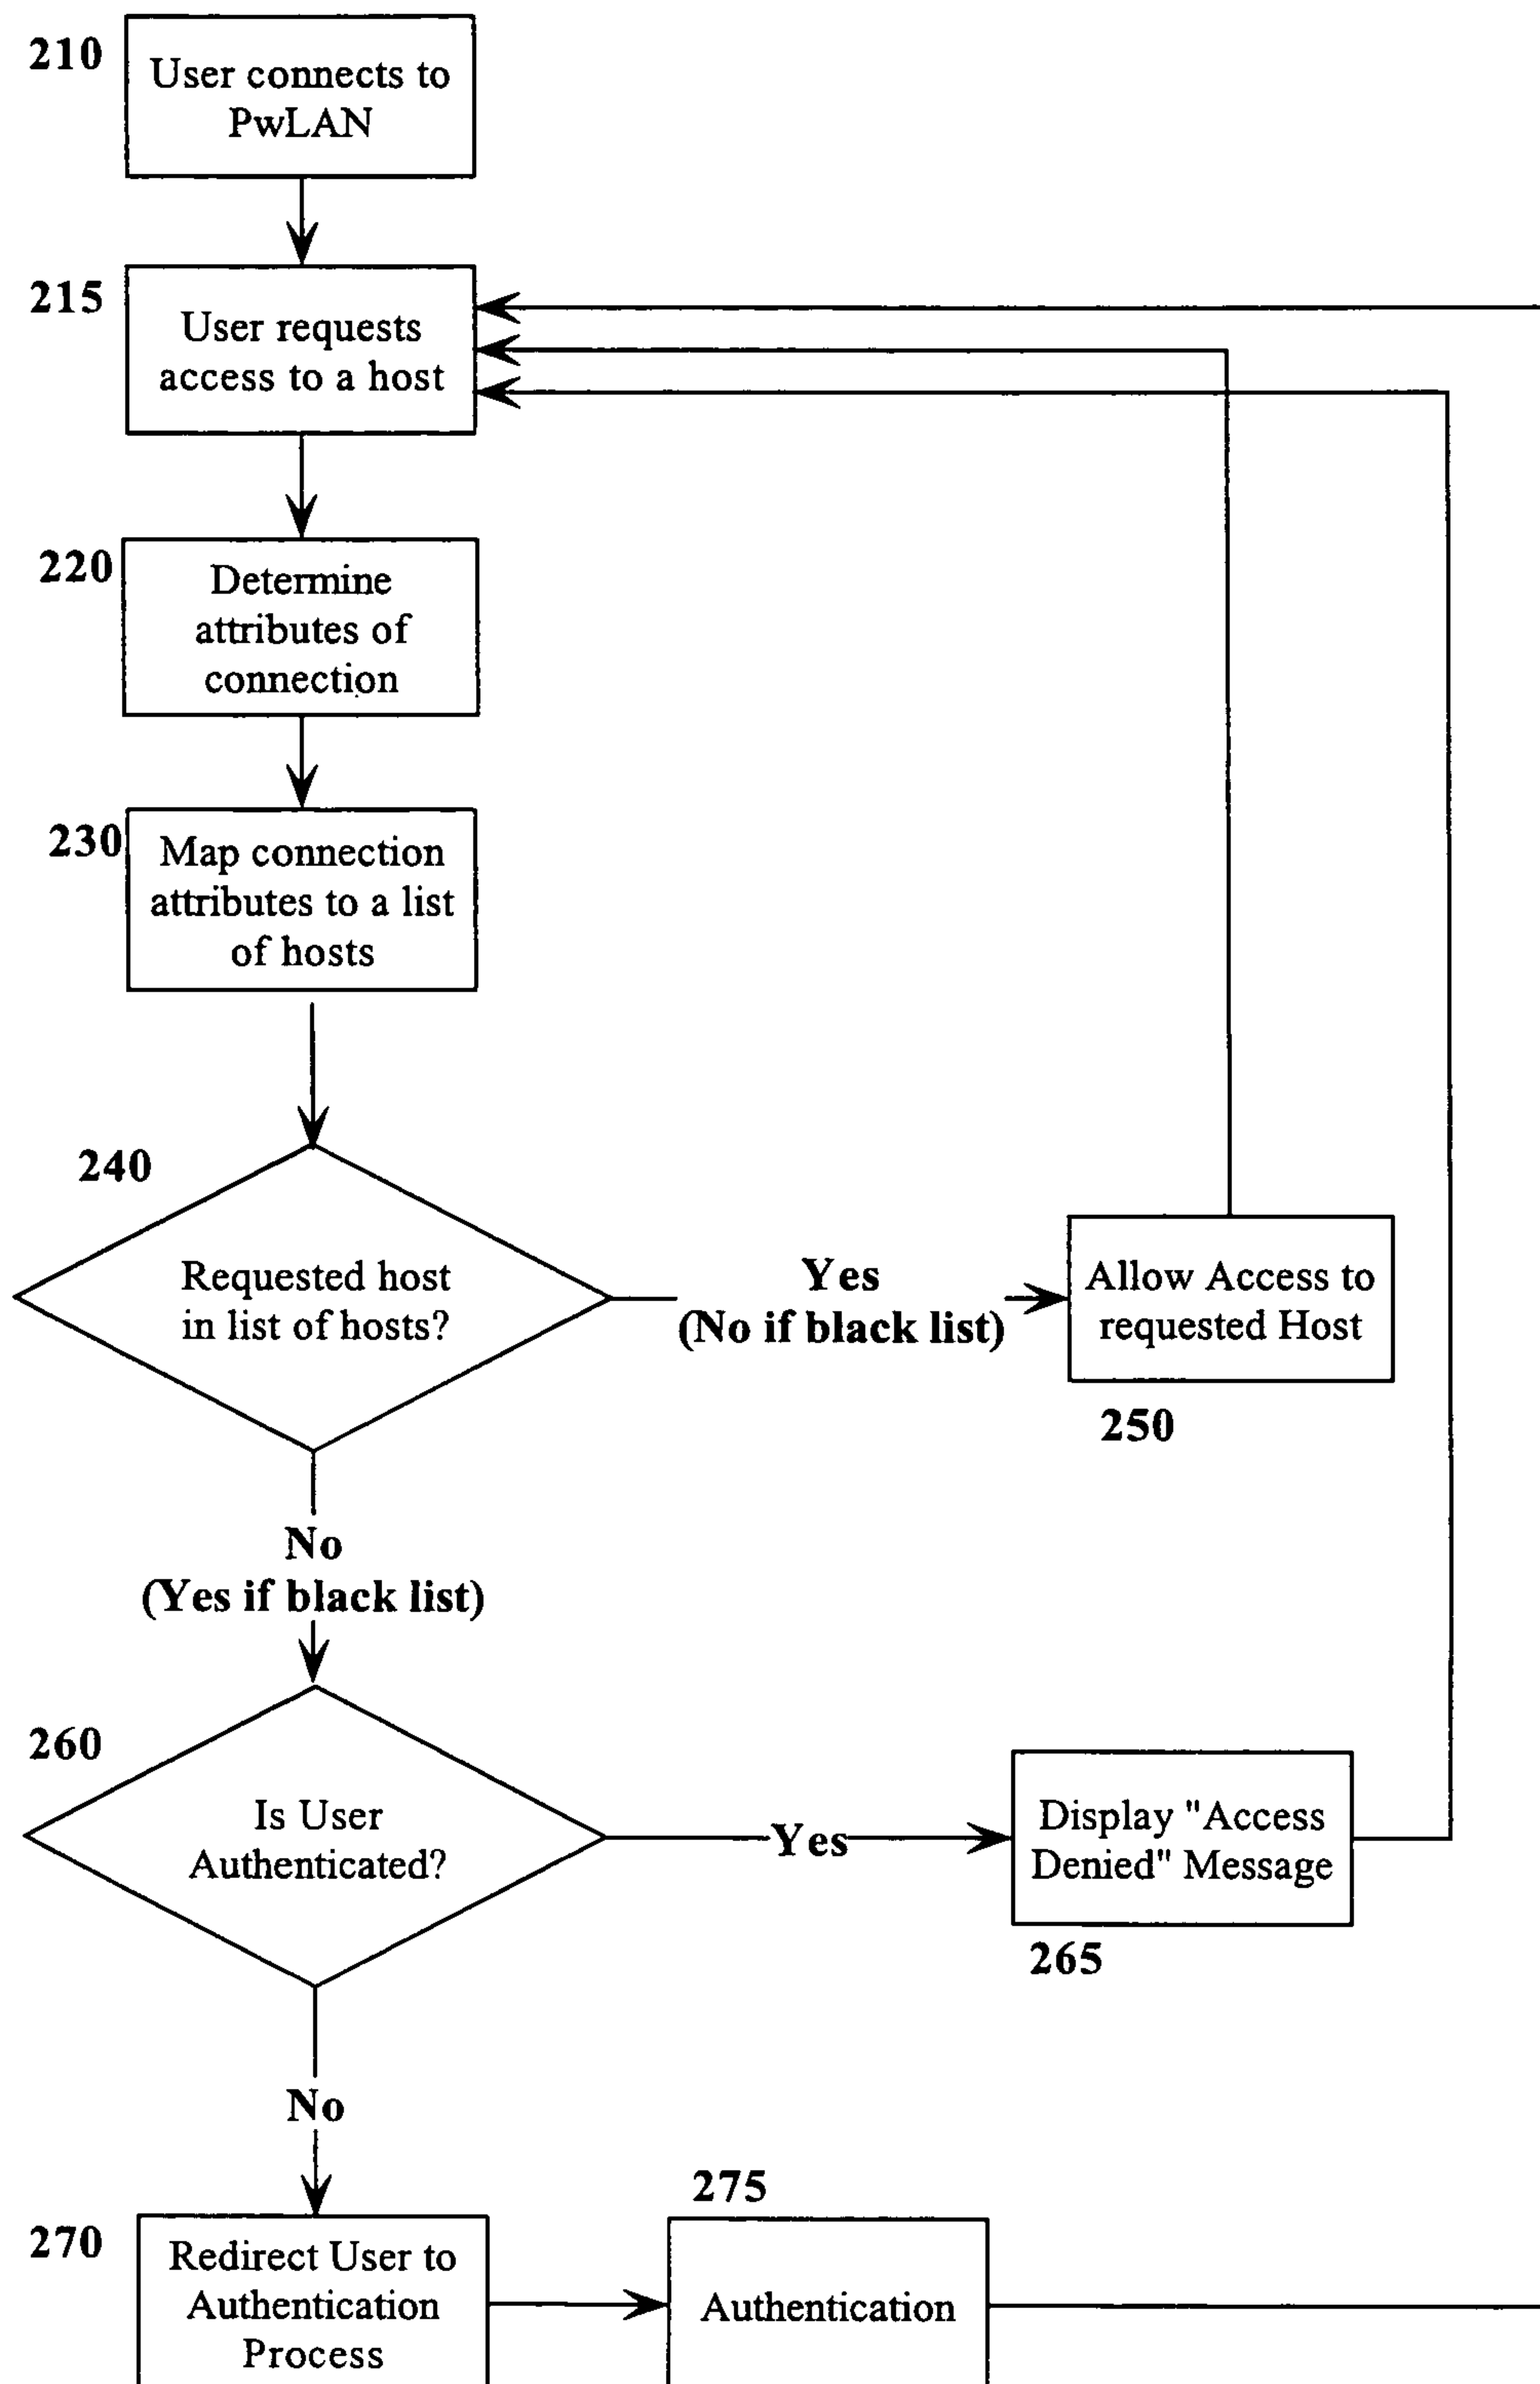 210
User connects to
PwLAN
215
User requests
access to a host
220
Determine
attributes of
connection
230
Map connection
attributes to a list
of hosts
240
Requested host
in list of hosts?
Yes
(No if black list)
Allow Access to
requested Host
250
No
(Yes if black list)
260
Is User
Authenticated?
Yes
Display "Access
Denied" Message
265
No
270
Redirect User to
Authentication
Process
275
Authentication